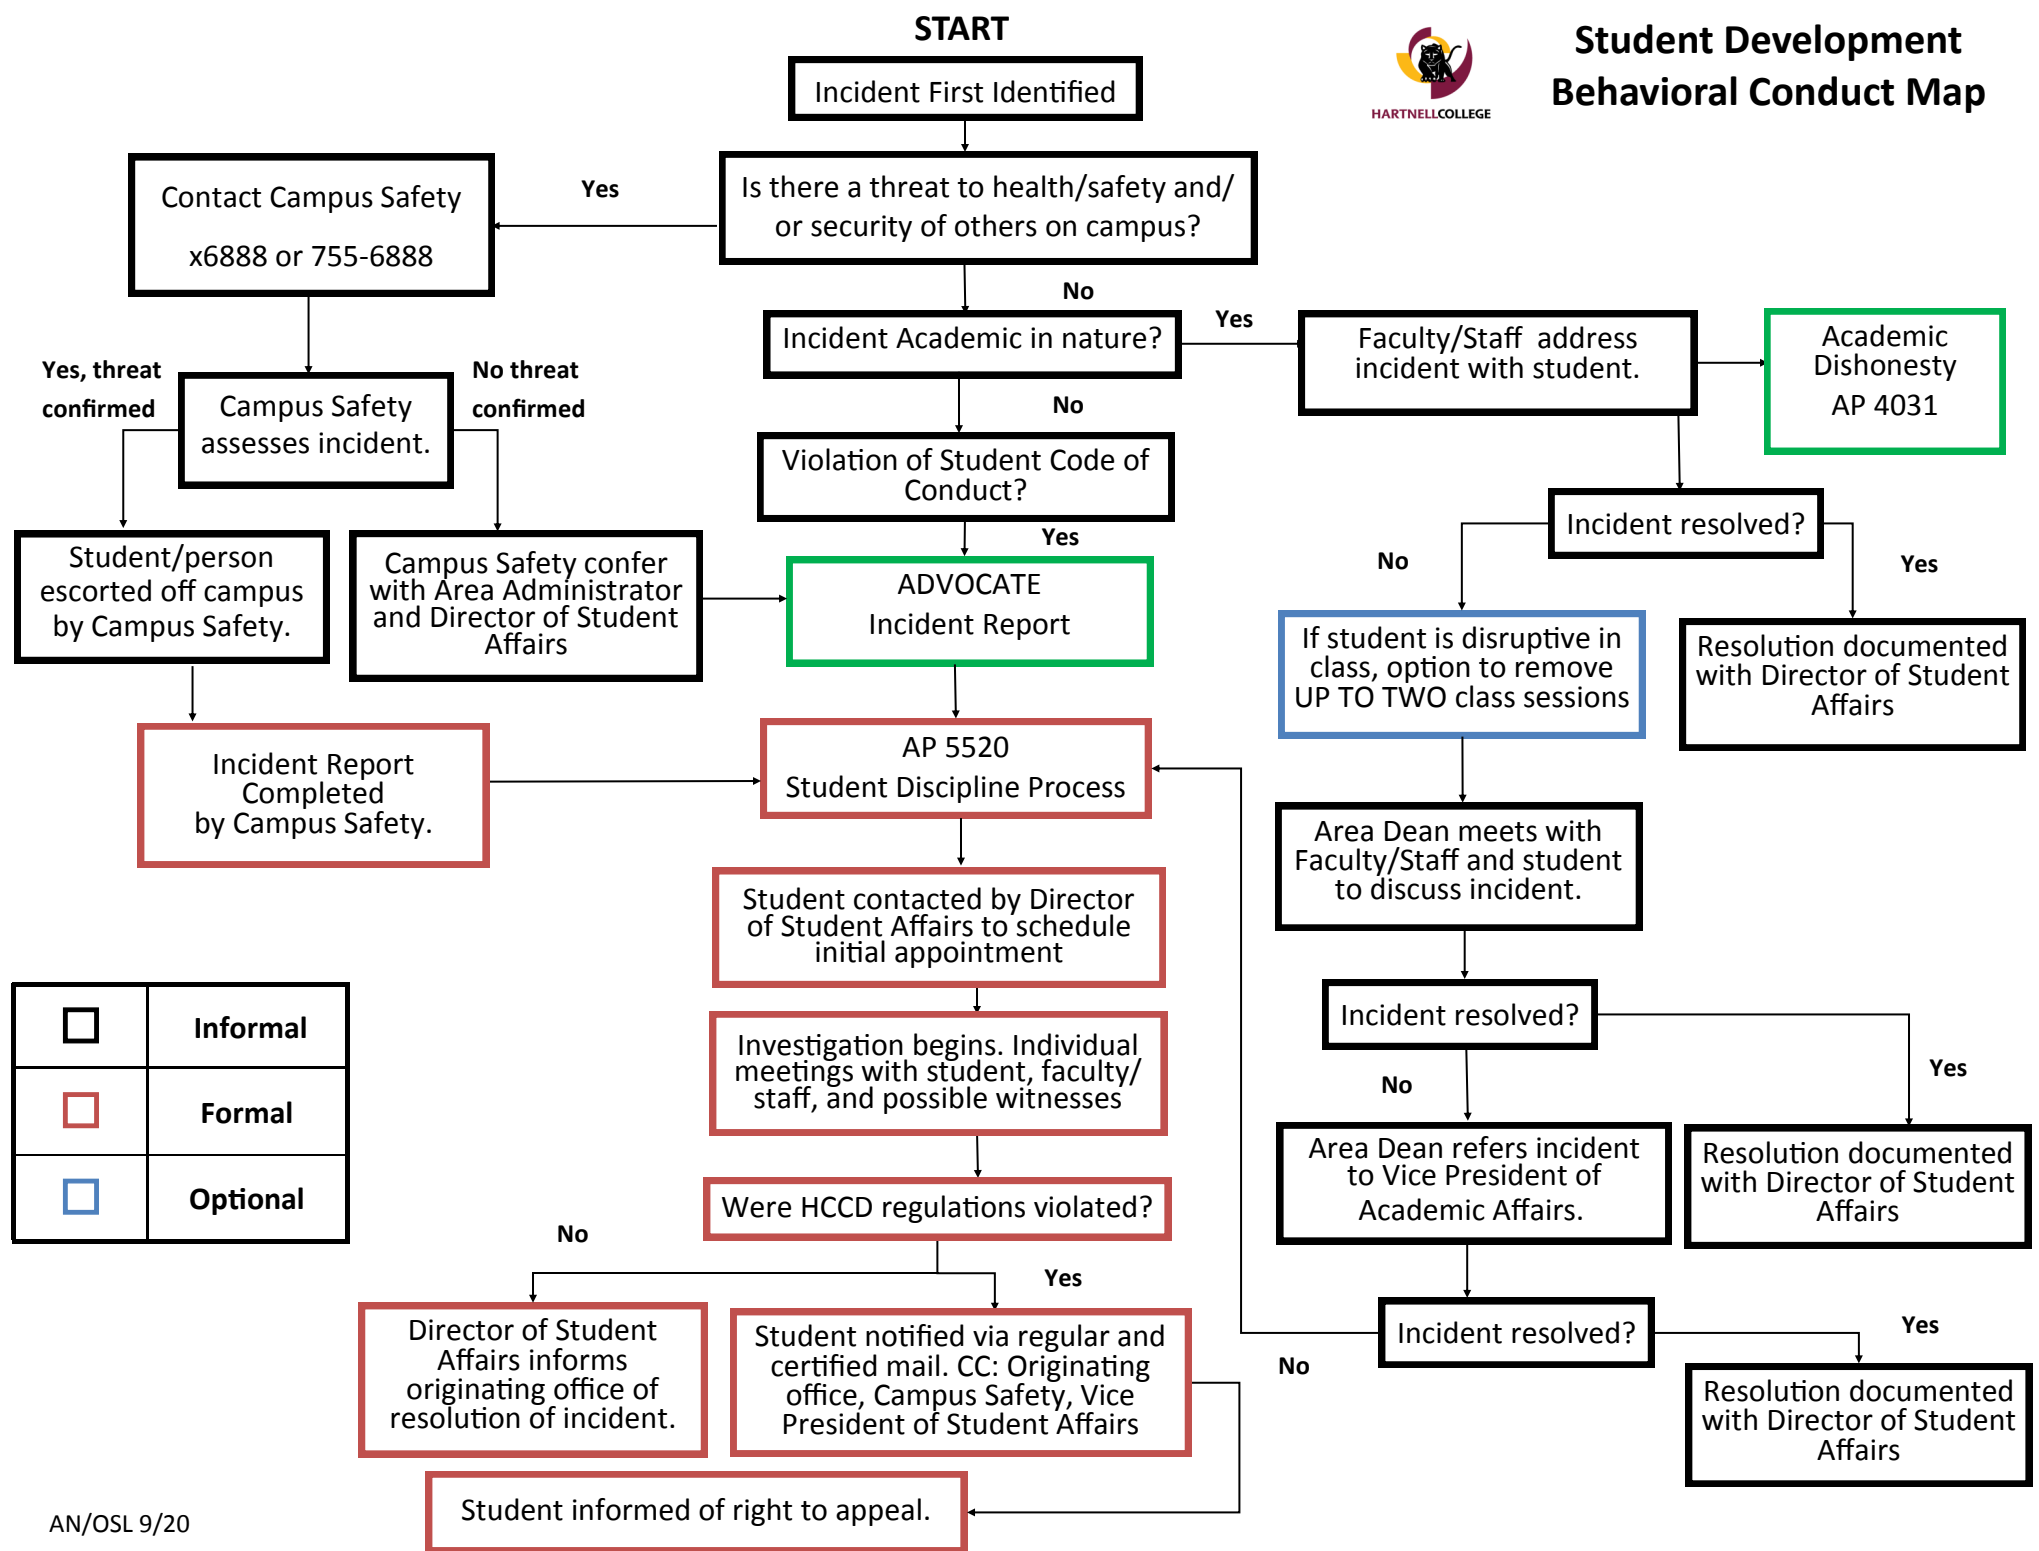 START
HARTNELLCOLLEGE
Student Development
Behavioral Conduct Map
Incident First Identified
Is there a threat to health/safety and/
or security of others on campus?
Yes
Contact Campus Safety
x6888 or 755-6888
No
Incident Academic in nature?
Yes
Faculty/Staff address
incident with student.
Academic
Dishonesty
AP 4031
Yes, threat
confirmed
Campus Safety
assesses incident.
No threat
confirmed
No
Violation of Student Code of
Conduct?
Yes
Incident resolved?
No
Yes
Student/person
escorted off campus
by Campus Safety.
Campus Safety confer
with Area Administrator
and Director of Student
Affairs
ADVOCATE
Incident Report
If student is disruptive in
class, option to remove
UP TO TWO class sessions
Resolution documented
with Director of Student
Affairs
Incident Report
Completed
by Campus Safety.
AP 5520
Student Discipline Process
Area Dean meets with
Faculty/Staff and student
to discuss incident.
Student contacted by Director
of Student Affairs to schedule
initial appointment
Incident resolved?
Informal
Formal
Optional
Investigation begins. Individual
meetings with student, faculty/
staff, and possible witnesses
No
Yes
Area Dean refers incident
to Vice President of
Academic Affairs.
Resolution documented
with Director of Student
Affairs
Were HCCD regulations violated?
No
Yes
Director of Student
Affairs informs
originating office of
resolution of incident.
Student notified via regular and
certified mail. CC: Originating
office, Campus Safety, Vice
President of Student Affairs
Incident resolved?
No
Yes
Resolution documented
with Director of Student
Affairs
Student informed of right to appeal.
AN/OSL 9/20